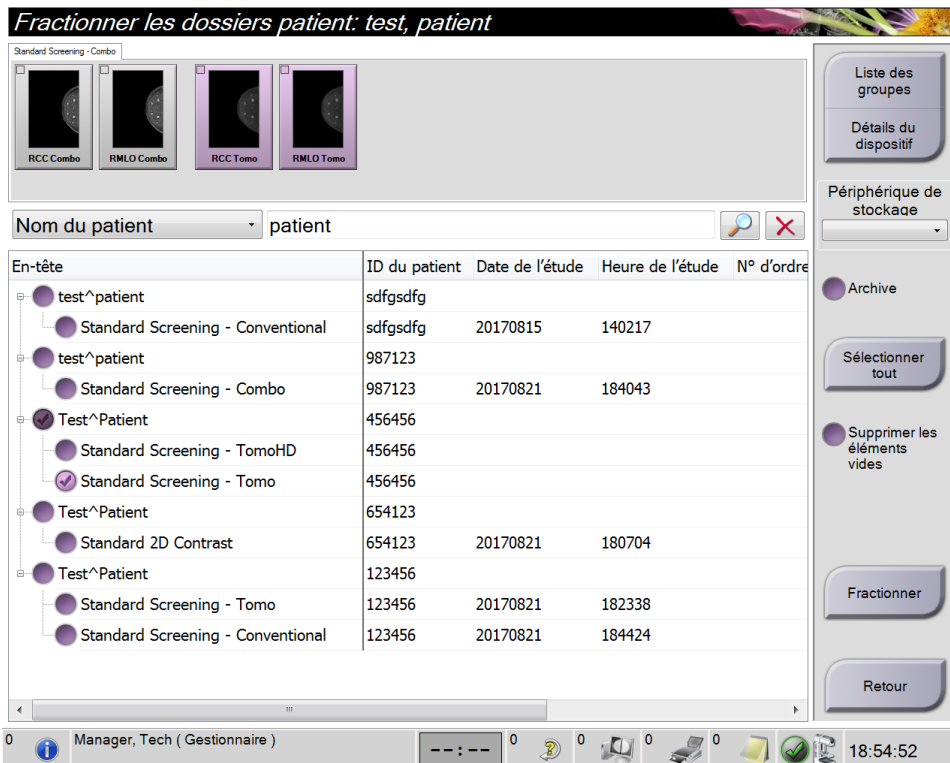 Fractionner les dossiers patient: test, patient
Standard Screening - Combo
RCC Combo RMLO Combo RCC Tomo RMLO Tomo
Liste des
groupes
Détails du
dispositif
Périphérique de
stockage
Nom du patient patient
En-tête ID du patient Date de l'étude Heure de l'étude N° d'ordre
test^patient sdfgsdfg
Standard Screening - Conventional sdfgsdfg 20170815 140217
test^patient 987123
Standard Screening - Combo 987123 20170821 184043
Test^Patient 456456
Standard Screening - TomoHD 456456
Standard Screening - Tomo 456456
Test^Patient 654123
Standard 2D Contrast 654123 20170821 180704
Test^Patient 123456
Standard Screening - Tomo 123456 20170821 182338
Standard Screening - Conventional 123456 20170821 184424
Archive
Sélectionner
tout
Supprimer les
éléments
vides
Fractionner
Retour
0 Manager, Tech ( Gestionnaire ) --:-- 0 0 0 0 18:54:52